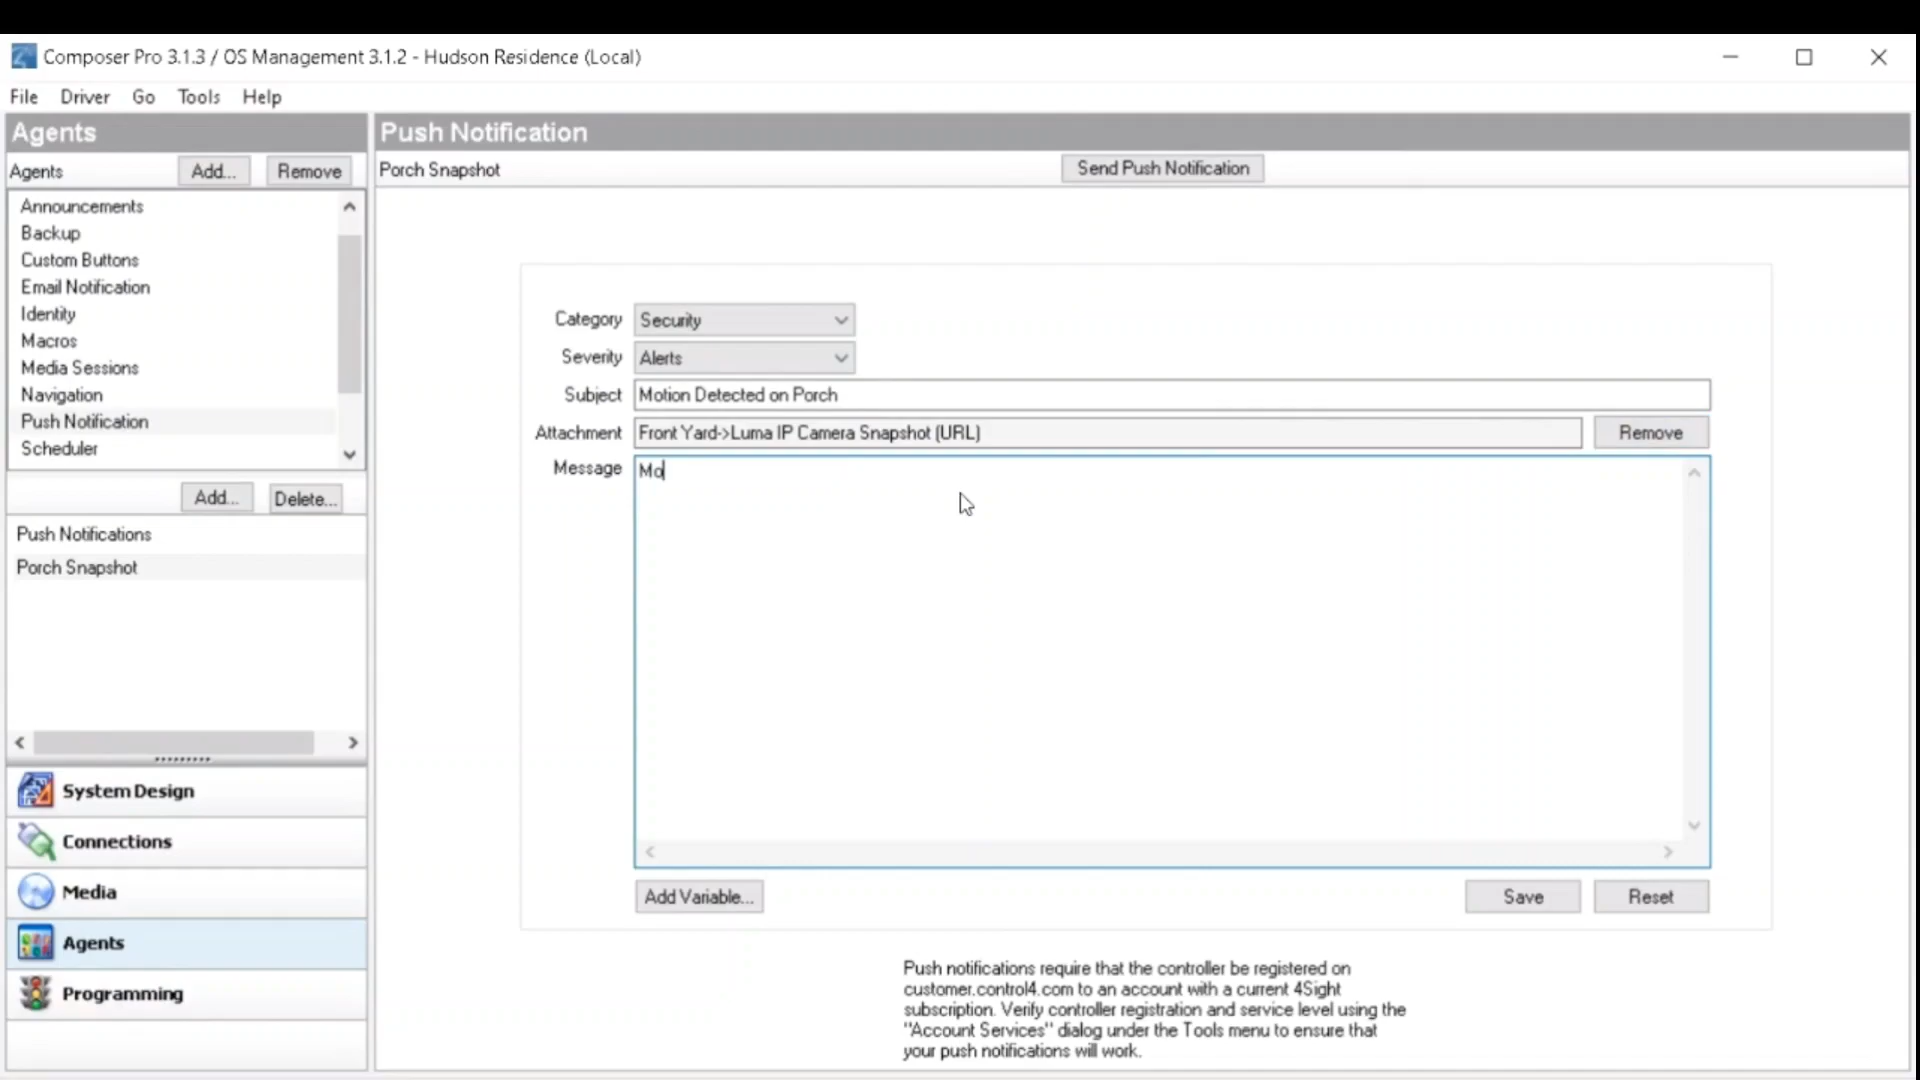 Composer Pro 3.1.3 / OS Management 3.1.2 - Hudson Residence (Local)
File Driver Go Tools Help
Agents
Push Notification
Agents Add... Remove
Porch Snapshot Send Push Notification
Announcements
Backup
Custom Buttons
Email Notification
Identity
Macros
Media Sessions
Navigation
Push Notification
Scheduler
Add... Delete...
Push Notifications
Porch Snapshot
System Design
Connections
Media
Agents
Programming
Category Security
Severity Alerts
Subject Motion Detected on Porch
Attachment Front Yard->Luma IP Camera Snapshot (URL) Remove
Message Mo
Add Variable... Save Reset
Push notifications require that the controller be registered on
customer.control4.com to an account with a current 4Sight
subscription. Verify controller registration and service level using the
"Account Services" dialog under the Tools menu to ensure that
your push notifications will work.